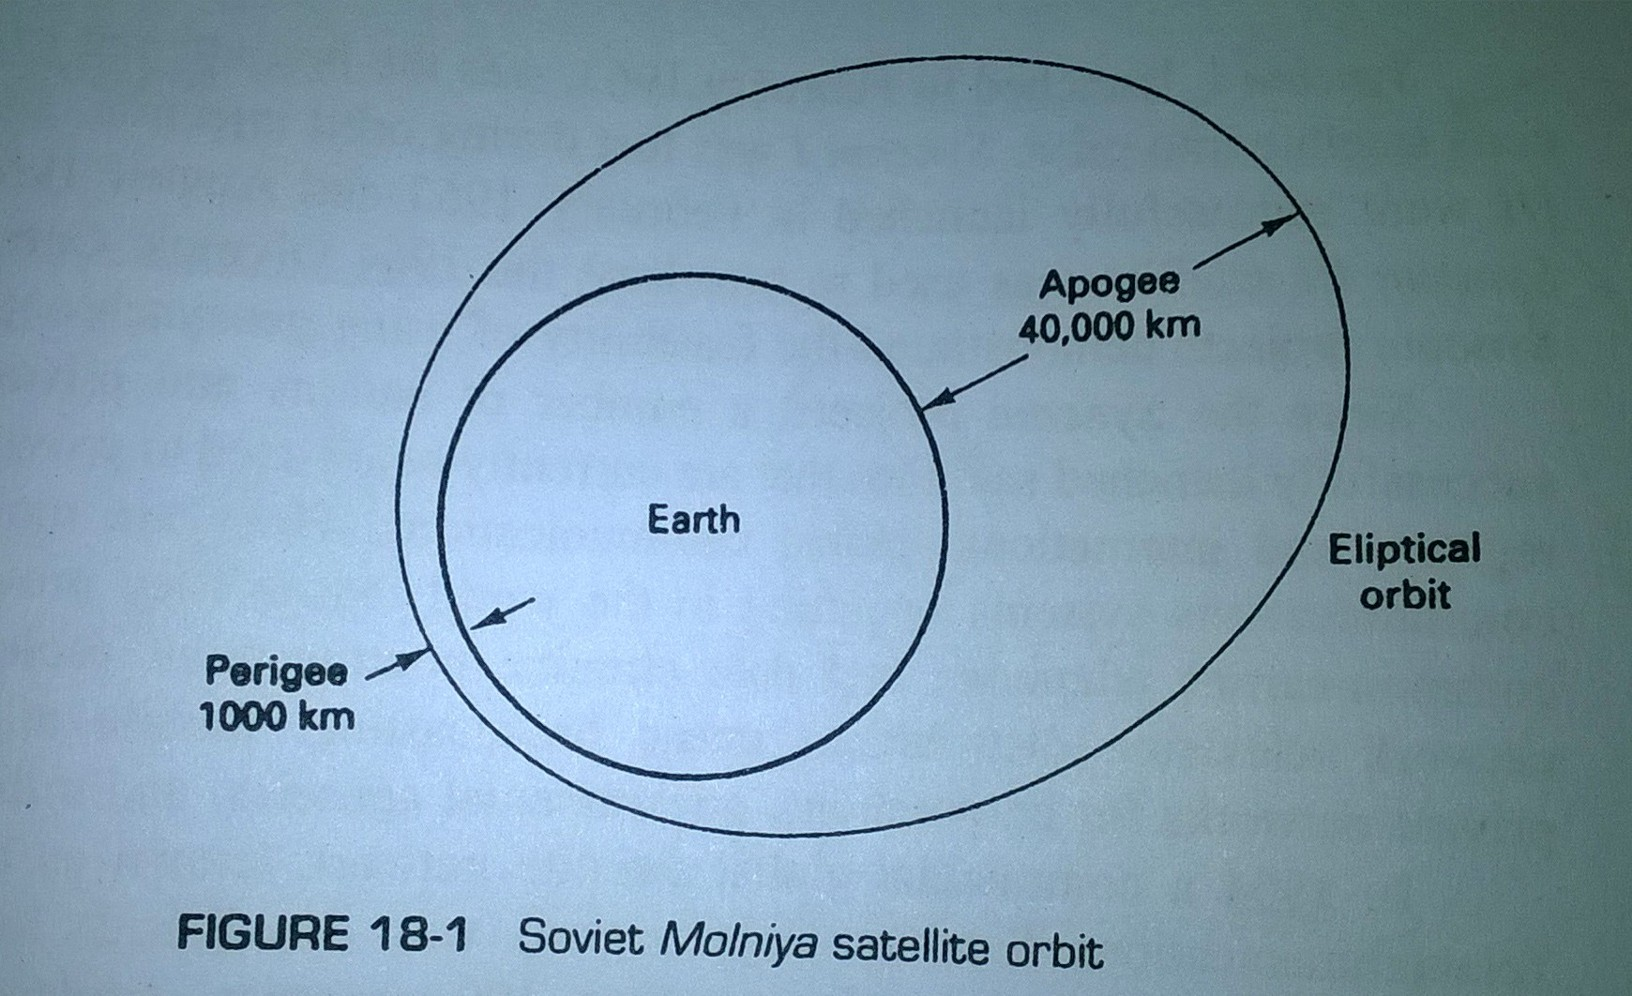 Apogee
40,000 km
Earth
Eliptical
orbit
Perigee
1000 km
FIGURE 18-1 Soviet Molniya satellite orbit